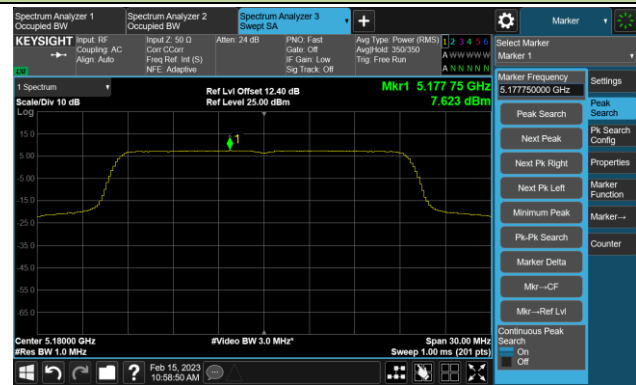 Spectrum Analyzer 1
Occupied BW
Spectrum Analyzer 2
Occupied BW
Spectrum Analyzer 3
Swept SA
Marker
KEYSIGHT
Input: RF
Coupling: AC
Align: Auto
Input Z: 50 Ω
Corr CCorr
Freq Ref: Int (S)
NFE: Adaptive
Atten: 24 dB
PNO: Fast
Gate: Off
IF Gain: Low
Sig Track: Off
Avg Type: Power (RMS)
Avg|Hold: 350/350
Trig: Free Run
1 2 3 4 5 6
A W W W W W
A N N N N N
Select Marker
Marker 1
1 Spectrum
Scale/Div 10 dB
Log
Ref Lvl Offset 12.40 dB
Ref Level 25.00 dBm
Mkr1 5.177 75 GHz
7.623 dBm
15.0
5.00
-5.00
-15.0
-25.0
-35.0
-45.0
-55.0
-65.0
1
Center 5.18000 GHz
#Res BW 1.0 MHz
#Video BW 3.0 MHz*
Span 30.00 MHz
Sweep 1.00 ms (201 pts)
Marker Frequency
5.177750000 GHz
Peak Search
Next Peak
Next Pk Right
Next Pk Left
Minimum Peak
Pk-Pk Search
Marker Delta
Mkr→CF
Mkr→Ref Lvl
Continuous Peak
Search
On
Off
Settings
Peak
Search
Pk Search
Config
Properties
Marker
Function
Marker→
Counter
Feb 15, 2023
10:58:50 AM